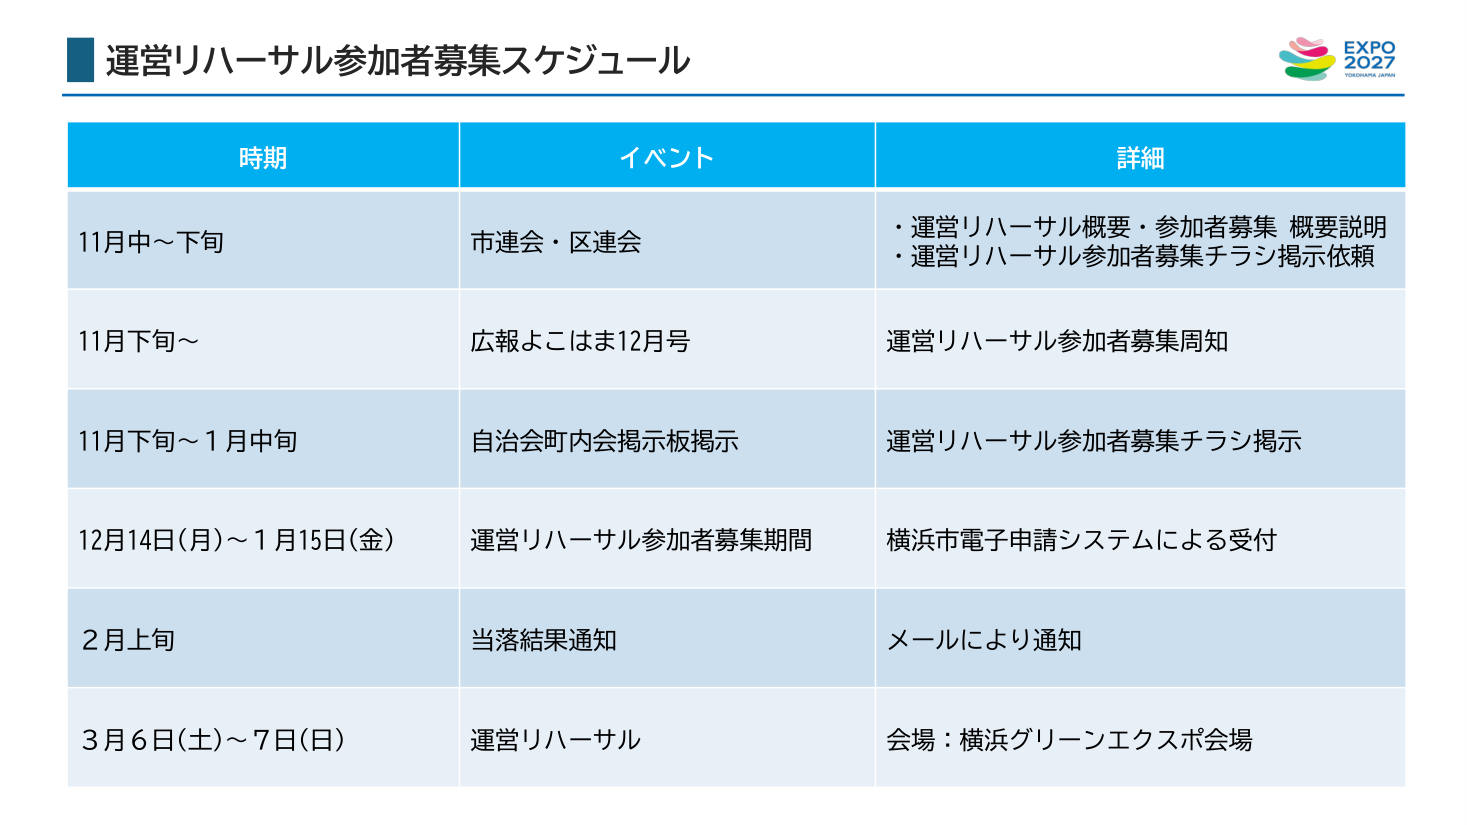 運営リハーサル参加者募集スケジュール
EXPO
2027
YOKOHAMA JAPAN
時期
イベント
詳細
11月中～下旬
市連会・区連会
・運営リハーサル概要・参加者募集 概要説明
・運営リハーサル参加者募集チラシ掲示依頼
11月下旬～
広報よこはま12月号
運営リハーサル参加者募集周知
11月下旬～１月中旬
自治会町内会掲示板掲示
運営リハーサル参加者募集チラシ掲示
12月14日(月)～１月15日(金)
運営リハーサル参加者募集期間
横浜市電子申請システムによる受付
２月上旬
当落結果通知
メールにより通知
３月６日(土)～７日(日)
運営リハーサル
会場：横浜グリーンエクスポ会場